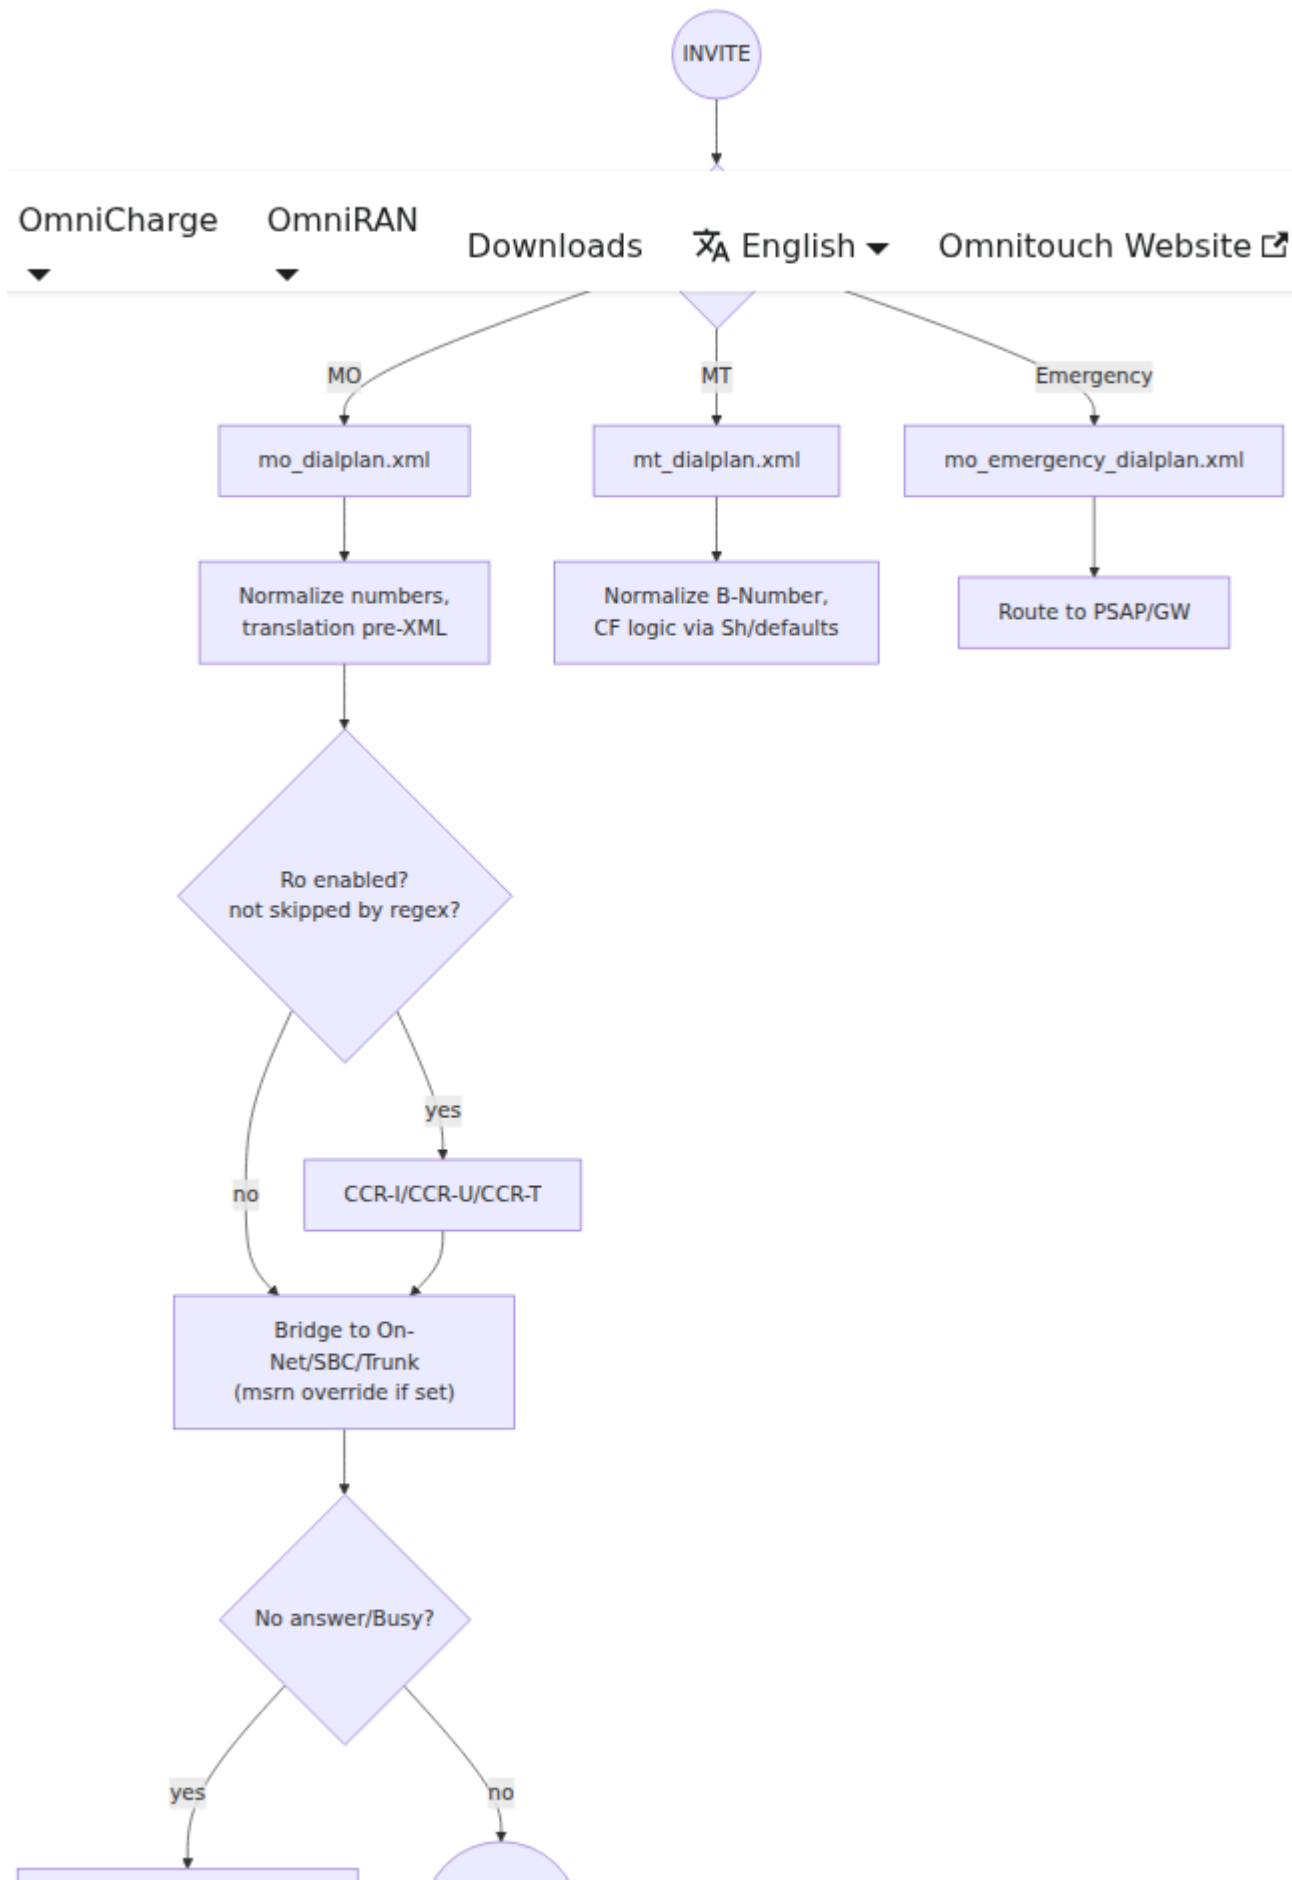 INVITE
OmniCharge
OmniRAN
Downloads
English
Omnitouch Website
MO
MT
Emergency
mo_dialplan.xml
mt_dialplan.xml
mo_emergency_dialplan.xml
Normalize numbers,
translation pre-XML
Normalize B-Number,
CF logic via Sh/defaults
Route to PSAP/GW
Ro enabled?
not skipped by regex?
yes
no
CCR-I/CCR-U/CCR-T
Bridge to On-
Net/SBC/Trunk
(msrn override if set)
No answer/Busy?
yes
no